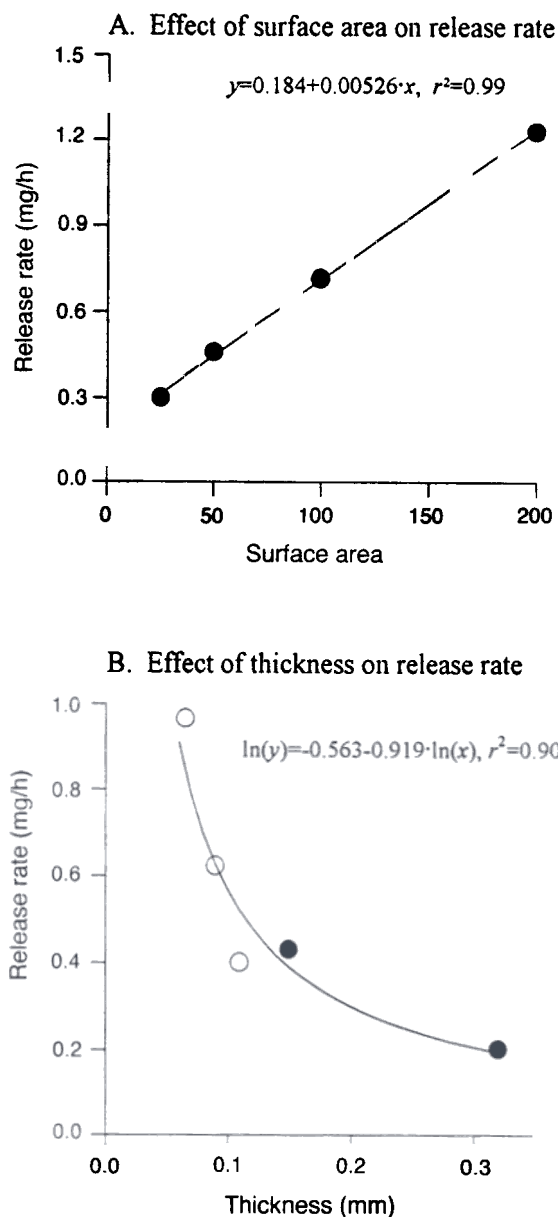 A. Effect of surface area on release rate
1.5
y=0.184+0.00526·x, r²=0.99
1.2
0.9
0.6
0.3
0.0
Release rate (mg/h)
0 50 100 150 200
Surface area
B. Effect of thickness on release rate
1.0
ln(y)=-0.563-0.919·ln(x), r²=0.90
0.8
0.6
0.4
0.2
0.0
Release rate (mg/h)
0.0 0.1 0.2 0.3
Thickness (mm)